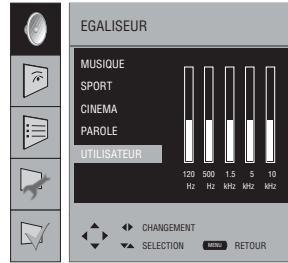 EGALISEUR
MUSIQUE
SPORT
CINEMA
PAROLE
UTILISATEUR
120 500 1.5 5 10
Hz Hz kHz kHz kHz
CHANGEMENT
SELECTION MENU RETOUR